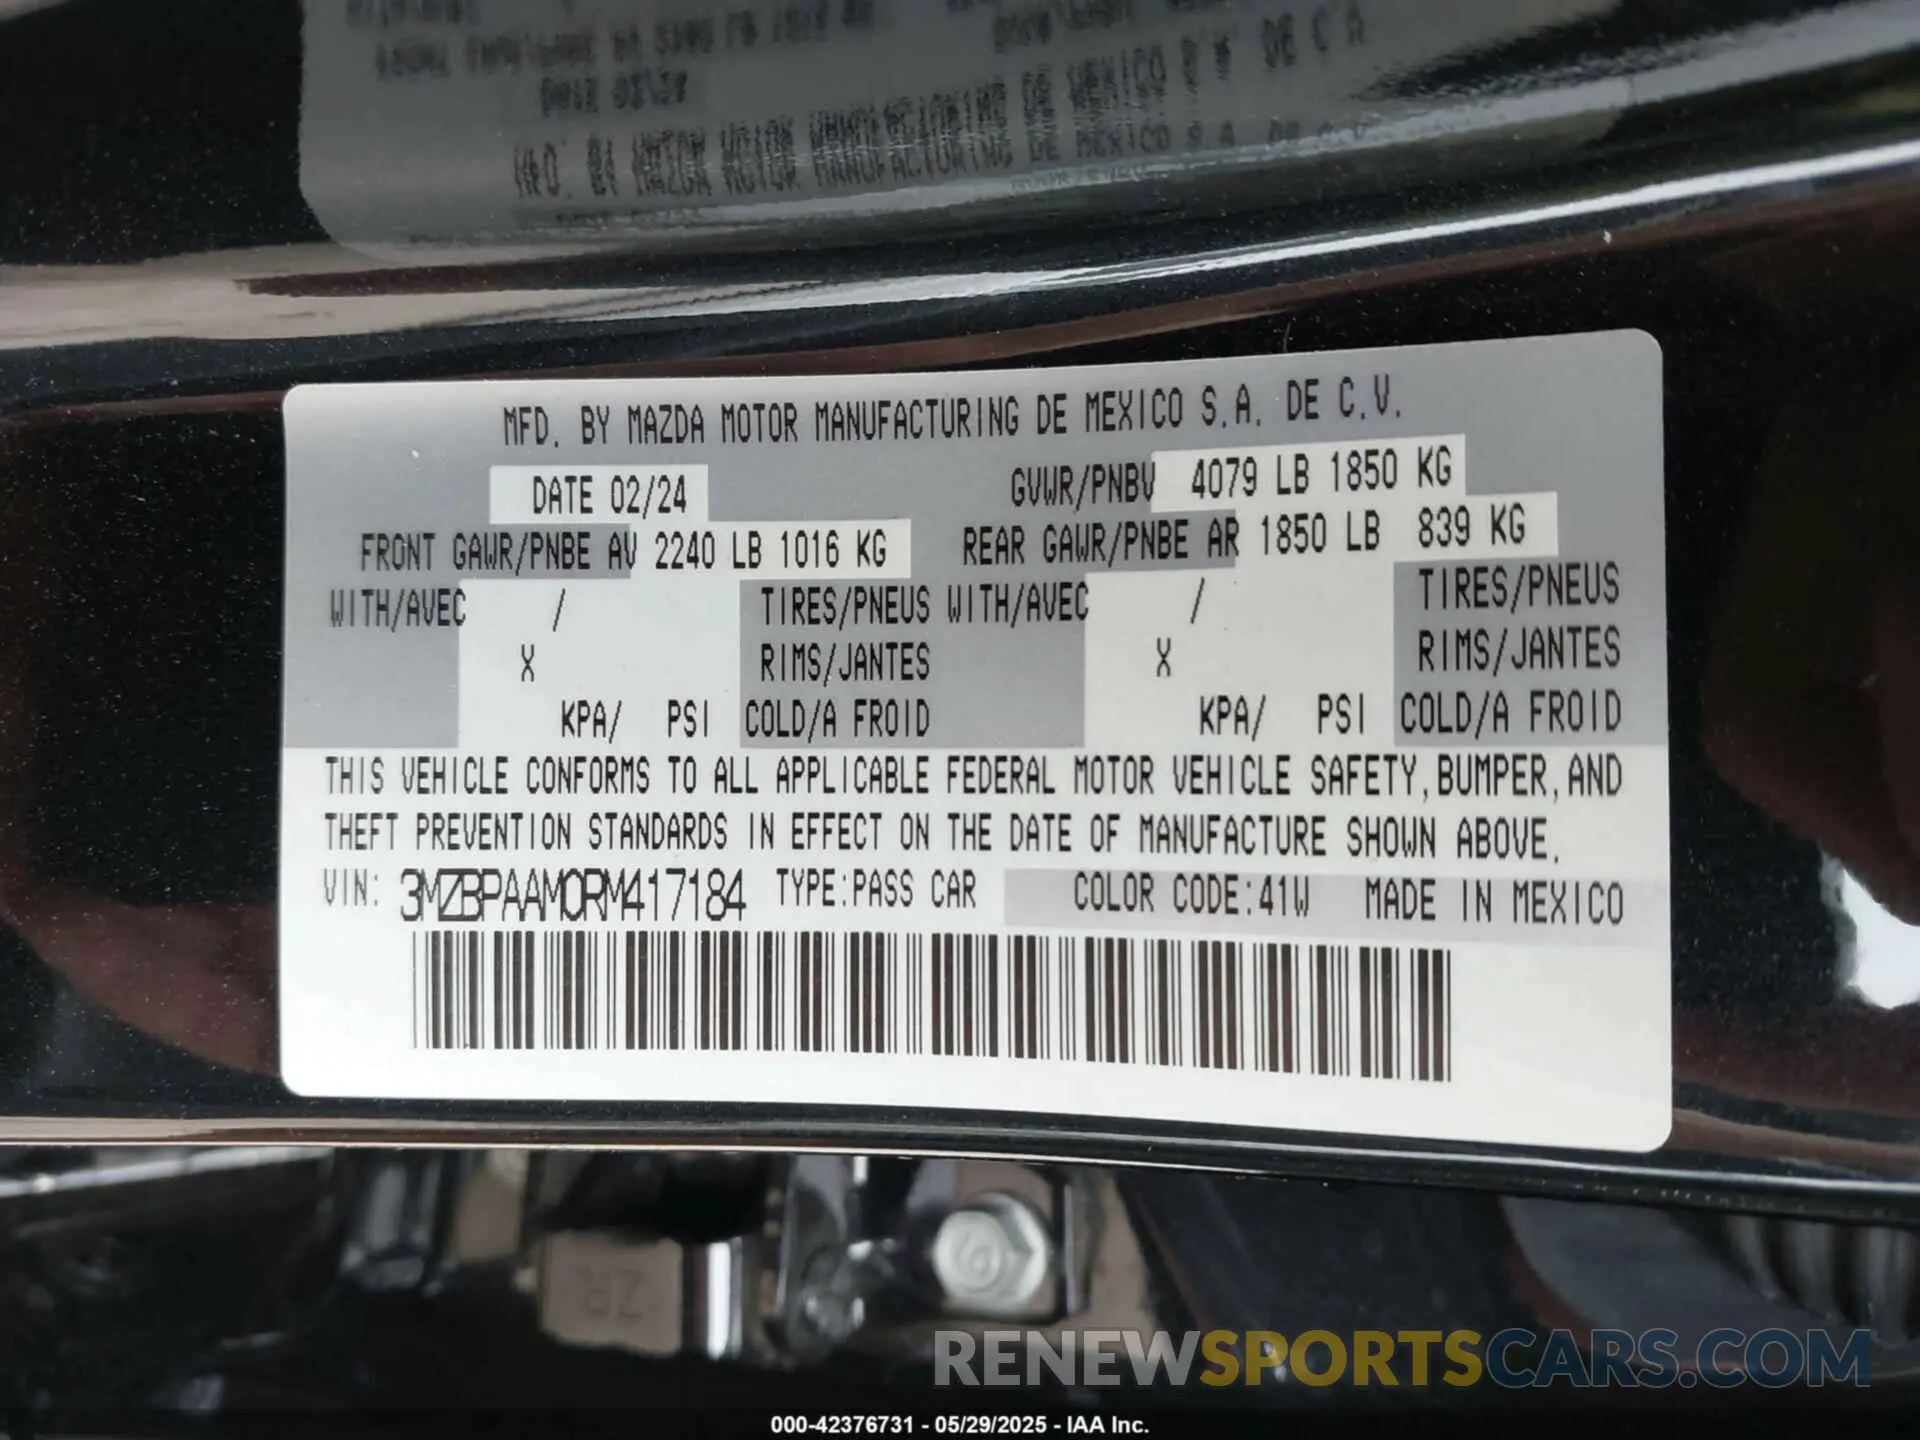 MFD. BY MAZDA MOTOR MANUFACTURING DE MEXICO S.A. DE C.V.
DATE 02/24 GVWR/PNBV 4079 LB 1850 KG
FRONT GAWR/PNBE AV 2240 LB 1016 KG REAR GAWR/PNBE AR 1850 LB 839 KG
WITH/AVEC / TIRES/PNEUS WITH/AVEC / TIRES/PNEUS
X RIMS/JANTES X RIMS/JANTES
KPA/ PSI COLD/A FROID KPA/ PSI COLD/A FROID
THIS VEHICLE CONFORMS TO ALL APPLICABLE FEDERAL MOTOR VEHICLE SAFETY, BUMPER, AND
THEFT PREVENTION STANDARDS IN EFFECT ON THE DATE OF MANUFACTURE SHOWN ABOVE.
VIN: 3MZBPAAM0RM417184 TYPE:PASS CAR COLOR CODE:41W MADE IN MEXICO
RENEWSPORTSCARS.COM
000-42376731 - 05/29/2025 - IAA Inc.